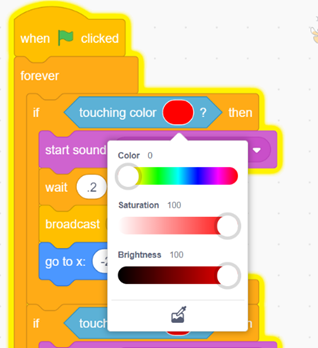 when clicked
forever
if touching color ? then
start sound
Color 0
wait .2
Saturation 100
broadcast
Brightness 100
go to x:
if